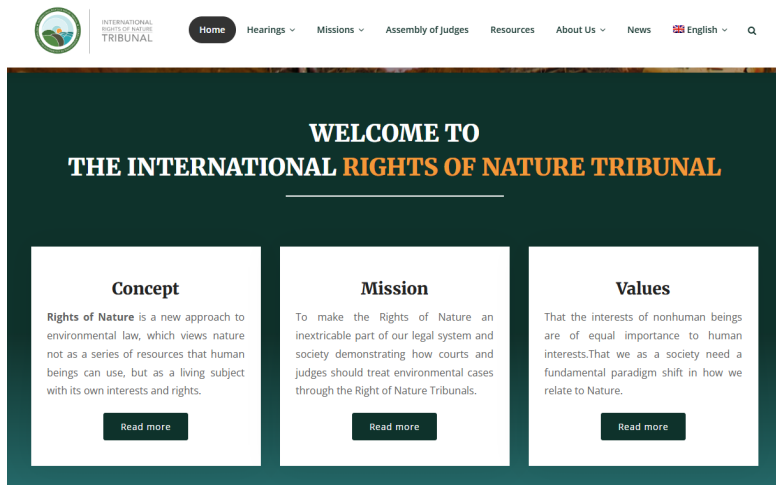 INTERNATIONAL
RIGHTS OF NATURE
TRIBUNAL
Home
Hearings
Missions
Assembly of Judges
Resources
About Us
News
English
WELCOME TO
THE INTERNATIONAL RIGHTS OF NATURE TRIBUNAL
Concept
Rights of Nature is a new approach to
environmental law, which views nature
not as a series of resources that human
beings can use, but as a living subject
with its own interests and rights.
Read more
Mission
To make the Rights of Nature an
inextricable part of our legal system and
society demonstrating how courts and
judges should treat environmental cases
through the Right of Nature Tribunals.
Read more
Values
That the interests of nonhuman beings
are of equal importance to human
interests.That we as a society need a
fundamental paradigm shift in how we
relate to Nature.
Read more